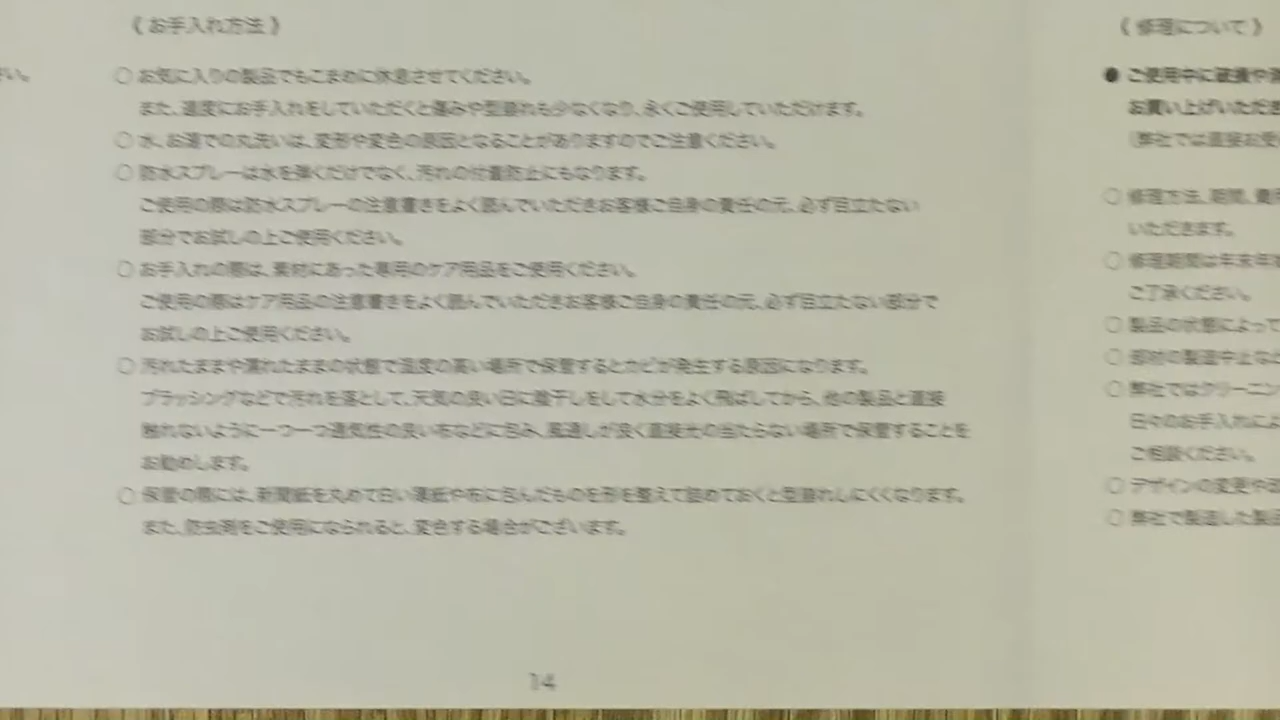 さい。
《お手入れ方法》
○ お気に入りの製品でもこまめに休息させてください。
また、適度にお手入れをしていただくと傷みや型崩れも少なくなり、永くご使用していただけます。
○ 水、お湯での丸洗いは、変形や変色の原因となることがありますのでご注意ください。
○ 防水スプレーは水を弾くだけでなく、汚れの付着防止にもなります。
ご使用の際は防水スプレーの注意書きをよく読んでいただきお客様ご自身の責任の元、必ず目立たない
部分でお試しの上ご使用ください。
○ お手入れの際は、素材にあった専用のケア用品をご使用ください。
ご使用の際はケア用品の注意書きをよく読んでいただきお客様ご自身の責任の元、必ず目立たない部分で
お試しの上ご使用ください。
○ 汚れたままや濡れたままの状態で湿度の高い場所で保管するとカビが発生する原因になります。
ブラッシングなどで汚れを落として、天気の良い日に陰干しをして水分をよく飛ばしてから、他の製品と直接
触れないように一つ一つ通気性の良い布などに包み、風通しが良く直接光の当たらない場所で保管することを
お勧めします。
○ 保管の際には、新聞紙を丸めて白い薄紙や布に包んだものを形を整えて詰めておくと型崩れしにくくなります。
また、防虫剤をご使用になられると、変色する場合がございます。
14
《修理について》
● ご使用中に破損や
お買い上げいただき
(弊社では直接お受
○ 修理方法、期間、費
いただきます。
○ 修理期間は年末年
ご了承ください。
○ 製品の状態によって
○ 部材の製造中止な
○ 弊社ではクリーニン
日々のお手入れによ
ご相談ください。
○ デザインの変更や
○ 弊社で製造した製品